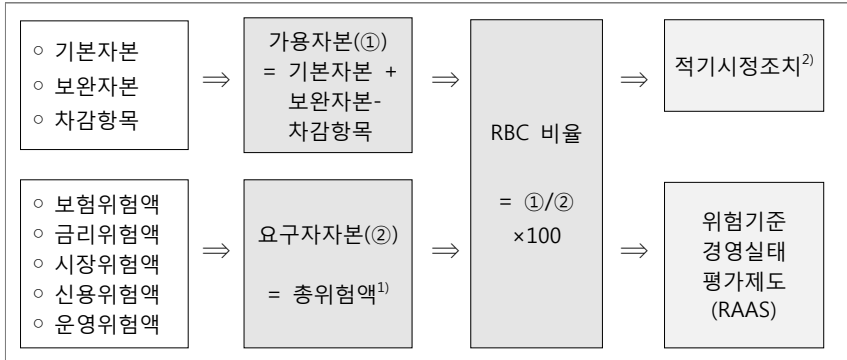 ○ 기본자본
○ 보완자본
○ 차감항목
⇒
가용자본(①)
= 기본자본 +
보완자본-
차감항목
⇒
⇒
적기시정조치2)
RBC 비율
= ①/②
×100
○ 보험위험액
○ 금리위험액
○ 시장위험액
○ 신용위험액
○ 운영위험액
⇒
요구자자본(②)
= 총위험액1)
⇒
⇒
위험기준
경영실태
평가제도
(RAAS)